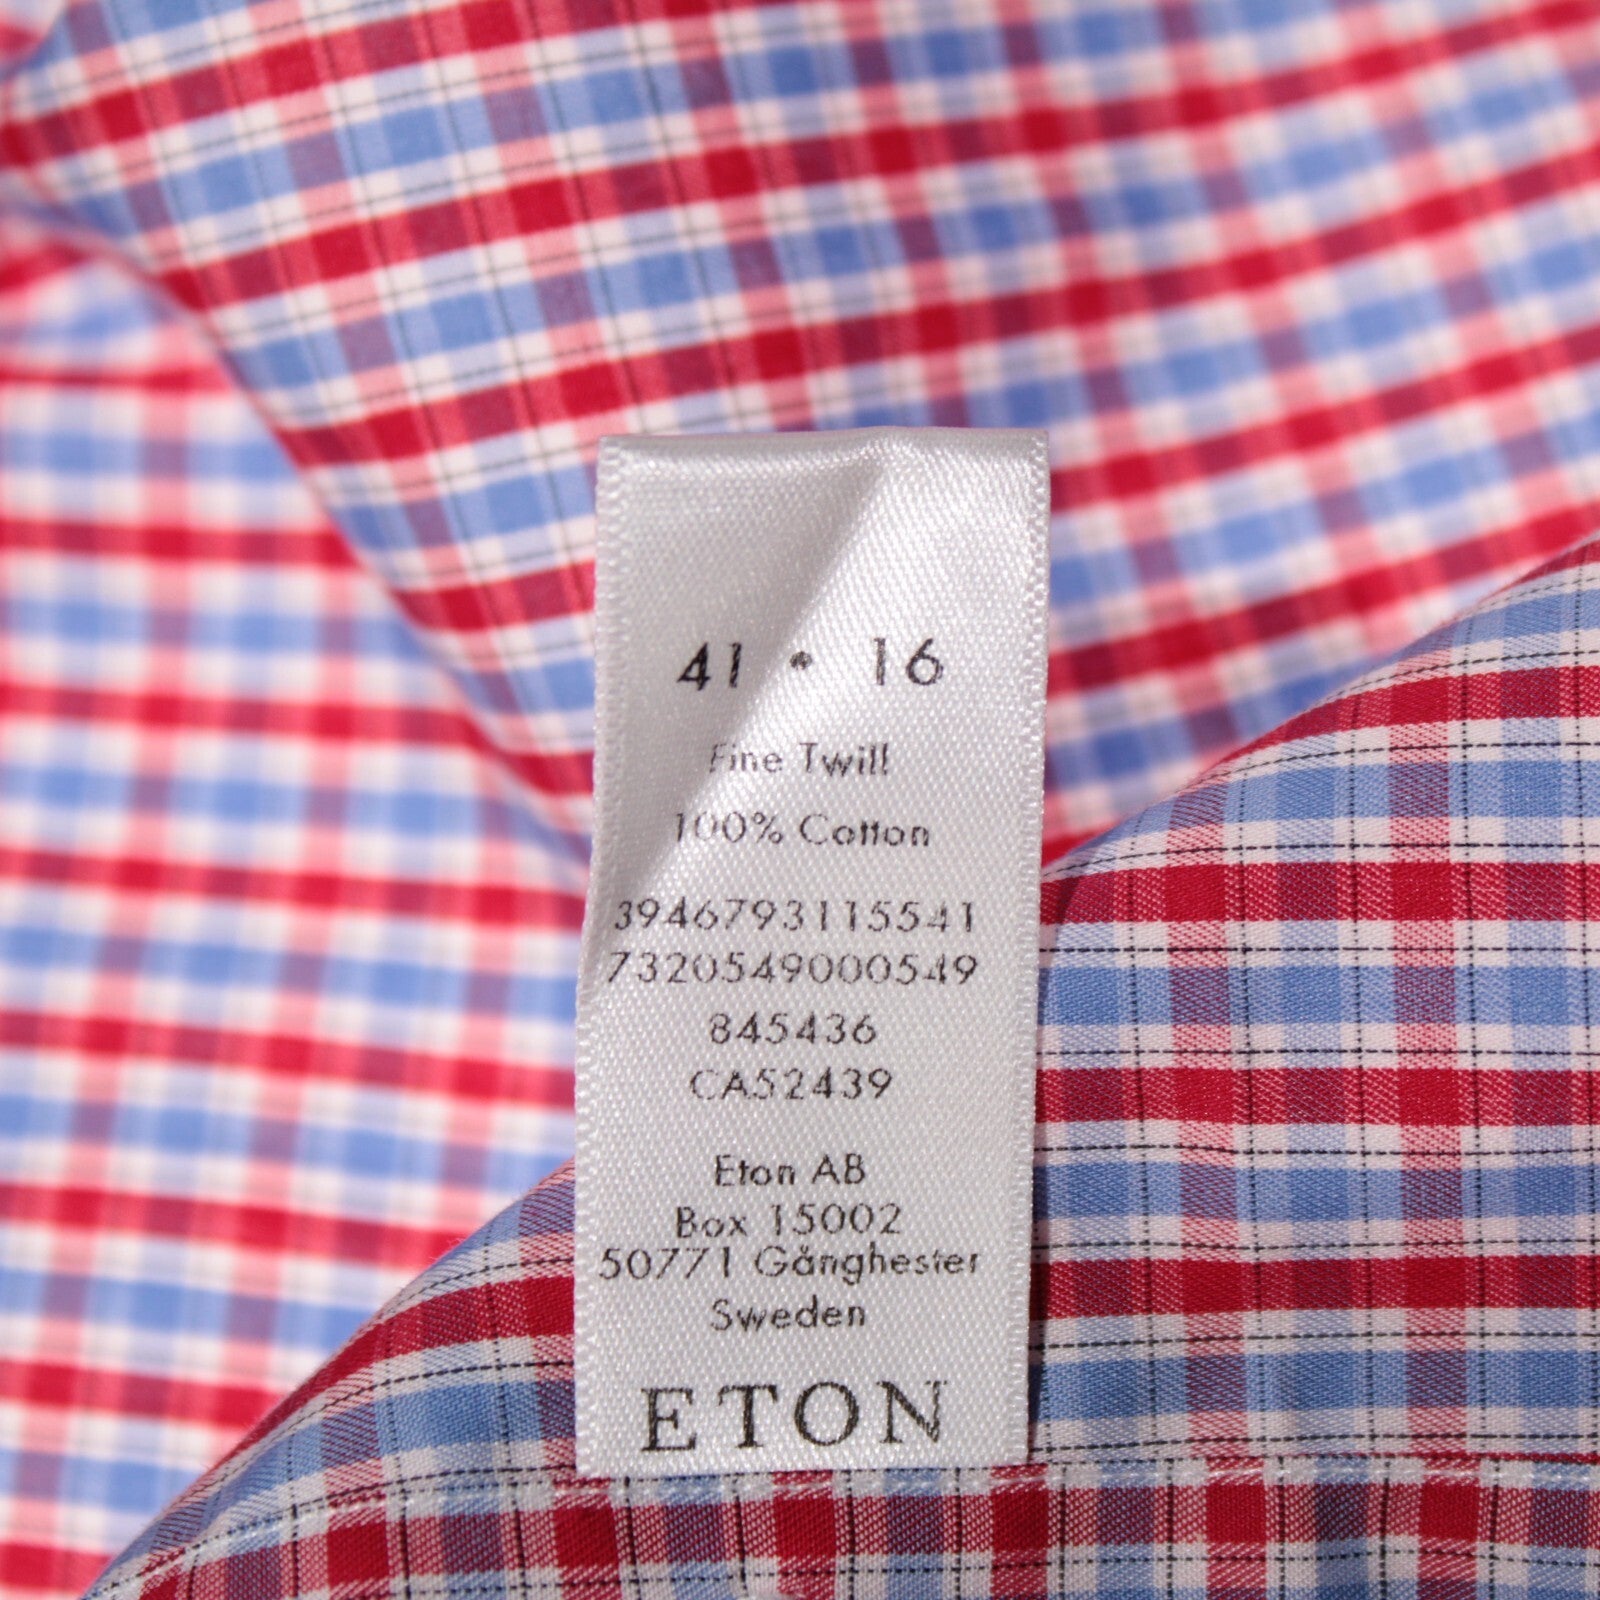 41 • 16
Fine Twill
100% Cotton
3946793115541
7320549000549
845436
CA52439
Eton AB
Box 15002
50771 Gånghester
Sweden
ETON